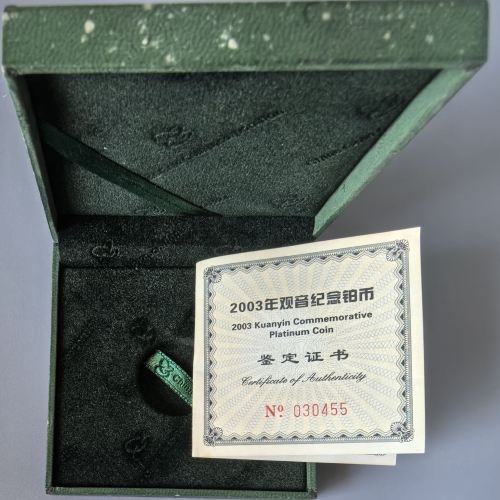 2003年观音纪念铂币
2003 Kuanyin Commemorative
Platinum Coin
鉴定证书
Certificate of Authenticity
Nº 030455